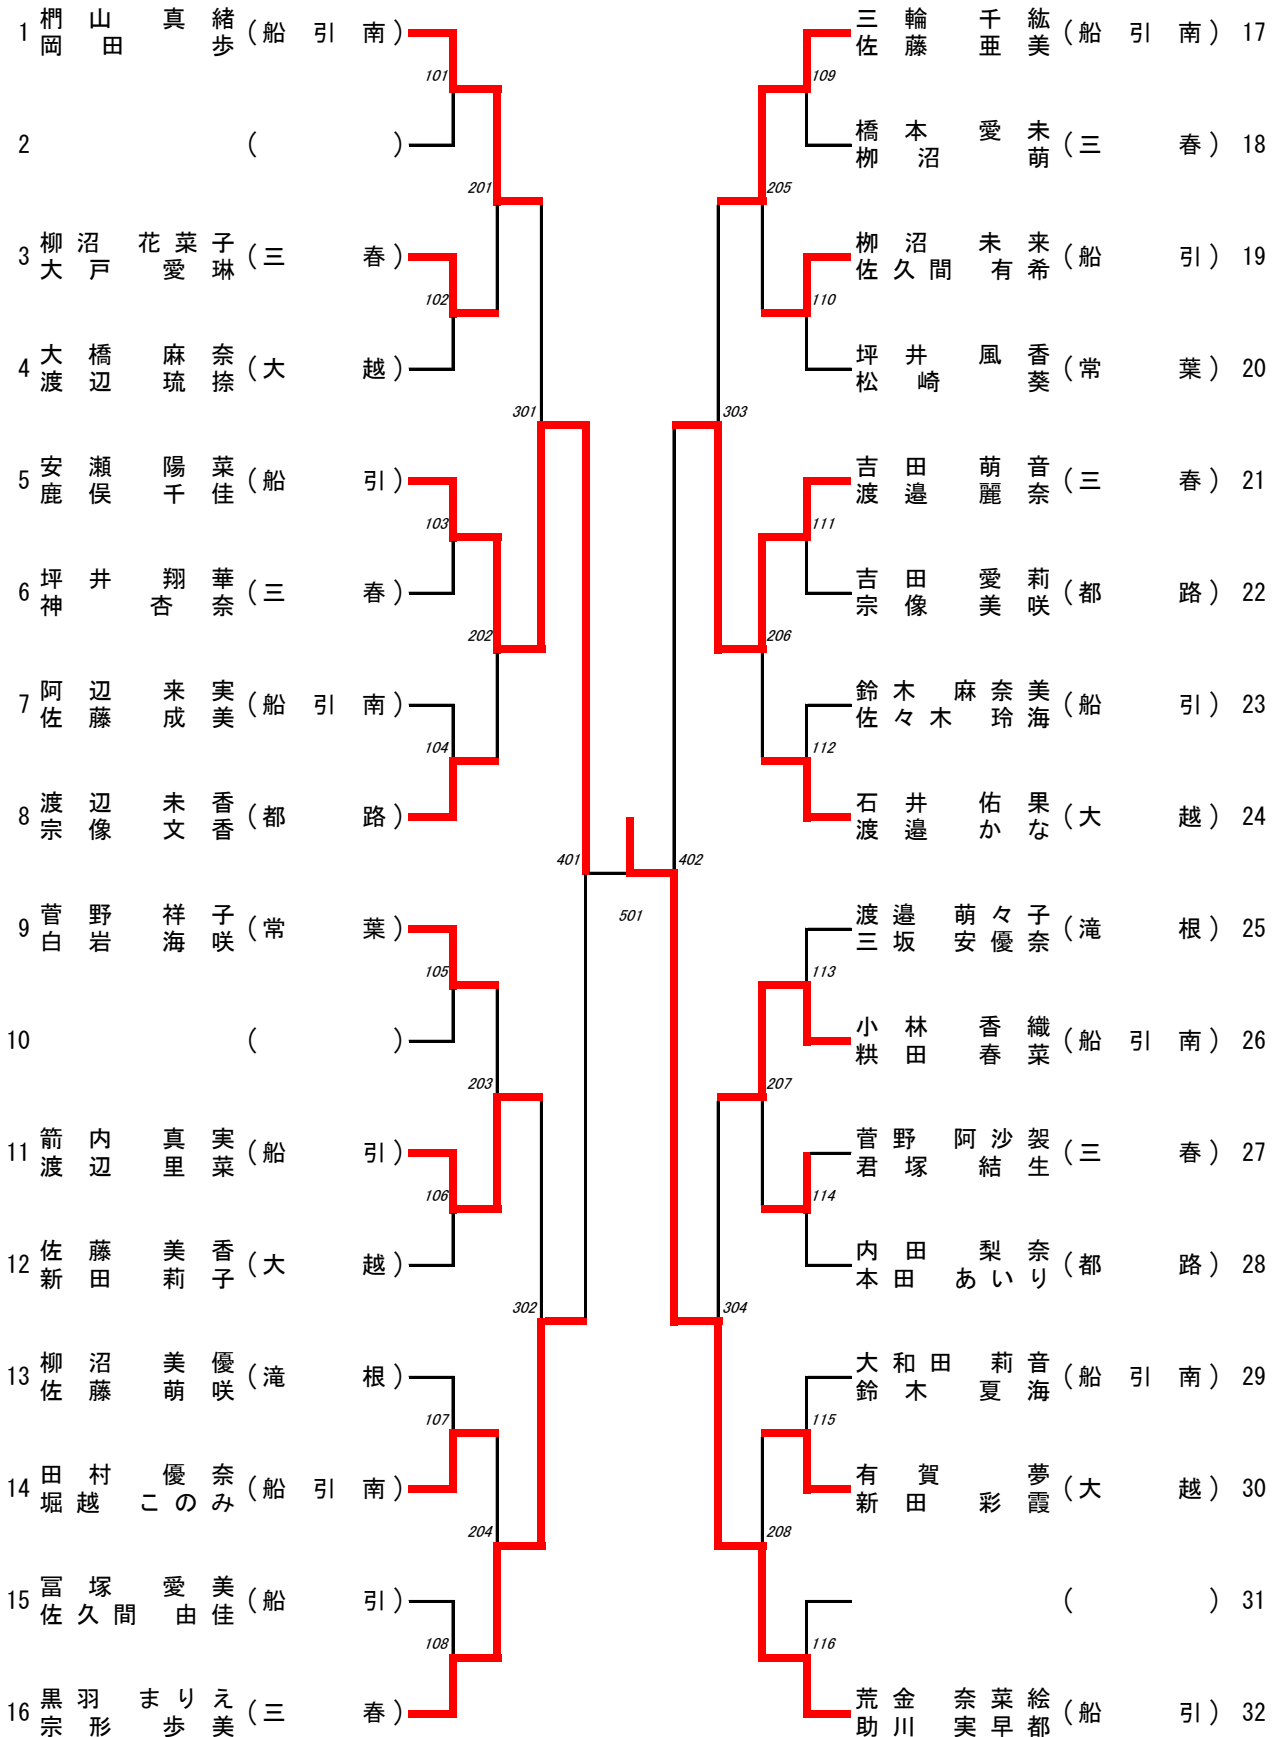 1 椚山 真緒 (船引南)
岡田 歩
2 ( )
3 柳沼 花菜子 (三春)
大戸 愛琳
4 大橋 麻奈 (大越)
渡辺 琉捺
5 安瀬 陽菜 (船引)
鹿俣 千佳
6 坪井 翔華 (三春)
神 杏奈
7 阿辺 来実 (船引南)
佐藤 成美
8 渡辺 未香 (都路)
宗像 文香
9 菅野 祥子 (常葉)
白岩 海咲
10 ( )
11 箭内 真実 (船引)
渡辺 里菜
12 佐藤 美香 (大越)
新田 莉子
13 柳沼 美優 (滝根)
佐藤 萌咲
14 田村 優奈 (船引南)
堀越 このみ
15 冨塚 愛美 (船引)
佐久間 由佳
16 黒羽 まりえ (三春)
宗形 歩美
101
102
103
104
105
106
107
108
201
202
203
204
301
302
401
501
402
303
304
205
206
207
208
109
110
111
112
113
114
115
116
三輪 千紘 (船引南) 17
佐藤 亜美
橋本 愛未 (三春) 18
栁沼 萌
栁沼 未来 (船引) 19
佐久間 有希
坪井 風香 (常葉) 20
松崎 葵
吉田 萌音 (三春) 21
渡邉 麗奈
吉田 愛莉 (都路) 22
宗像 美咲
鈴木 麻奈美 (船引) 23
佐々木 玲海
石井 佑果 (大越) 24
渡邉 かな
渡邉 萌々子 (滝根) 25
三坂 安優奈
小林 香織 (船引南) 26
粠田 春菜
菅野 阿沙袈 (三春) 27
君塚 結生
内田 梨奈 (都路) 28
本田 あいり
大和田 莉音 (船引南) 29
鈴木 夏海
有賀 夢 (大越) 30
新田 彩霞
( ) 31
荒金 奈菜絵 (船引) 32
助川 実早都